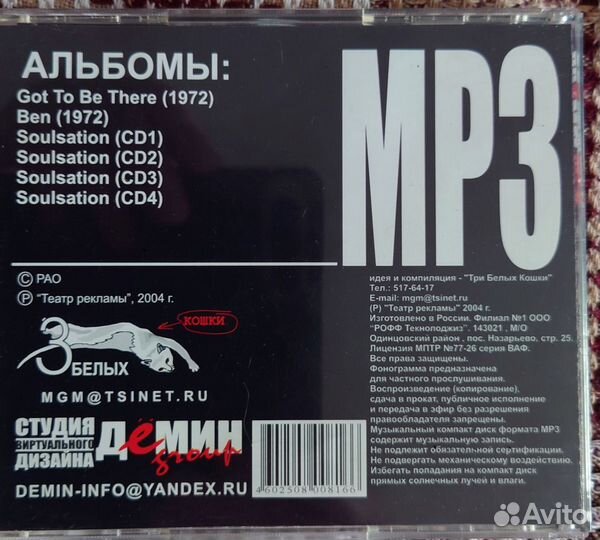 АЛЬБОМЫ:
Got To Be There (1972)
Ben (1972)
Soulsation (CD1)
Soulsation (CD2)
Soulsation (CD3)
Soulsation (CD4)
MP3
© РАО
℗ "Театр рекламы", 2004 г.
3 БЕЛЫХ
КОШКИ
MGM@TSINET.RU
СТУДИЯ
ВИРТУАЛЬНОГО
ДИЗАЙНА
ДЁМИН
group
DEMIN-INFO@YANDEX.RU
4602508008166
идея и компиляция - "Три Белых Кошки"
Тел.: 517-64-17
E-mail: mgm@tsinet.ru
(P) "Театр рекламы" 2004 г.
Изготовлено в России. Филиал №1 ООО
"РОФФ Текнолоджиз". 143021 , М/О
Одинцовский район , пос. Назарьево, стр. 25.
Лицензия МПТР №77-26 серия ВАФ.
Все права защищены.
Фонограмма предназначена
для частного прослушивания.
Воспроизведение (копирование),
сдача в прокат, публичное исполнение
и передача в эфир без разрешения
правообладателя запрещены.
Музыкальный компакт диск формата MP3
содержит музыкальную запись.
Не подлежит обязательной сертификации.
Не подвергать механическому воздействию.
Избегать попадания на компакт диск
прямых солнечных лучей и влаги.
Avito